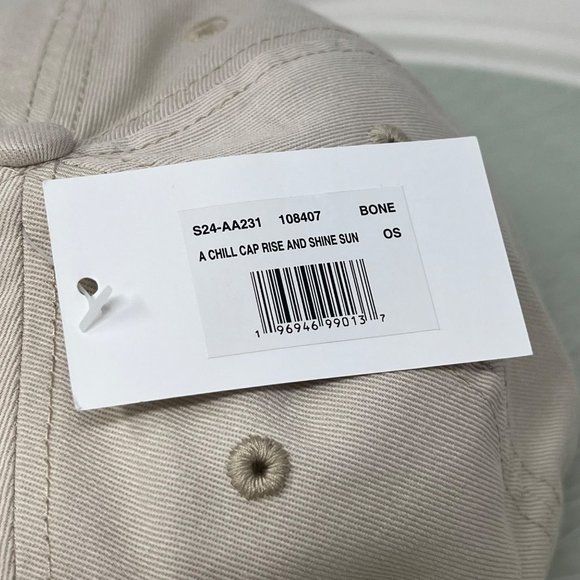 S24-AA231 108407 BONE
A CHILL CAP RISE AND SHINE SUN OS
1 96946 99013 7